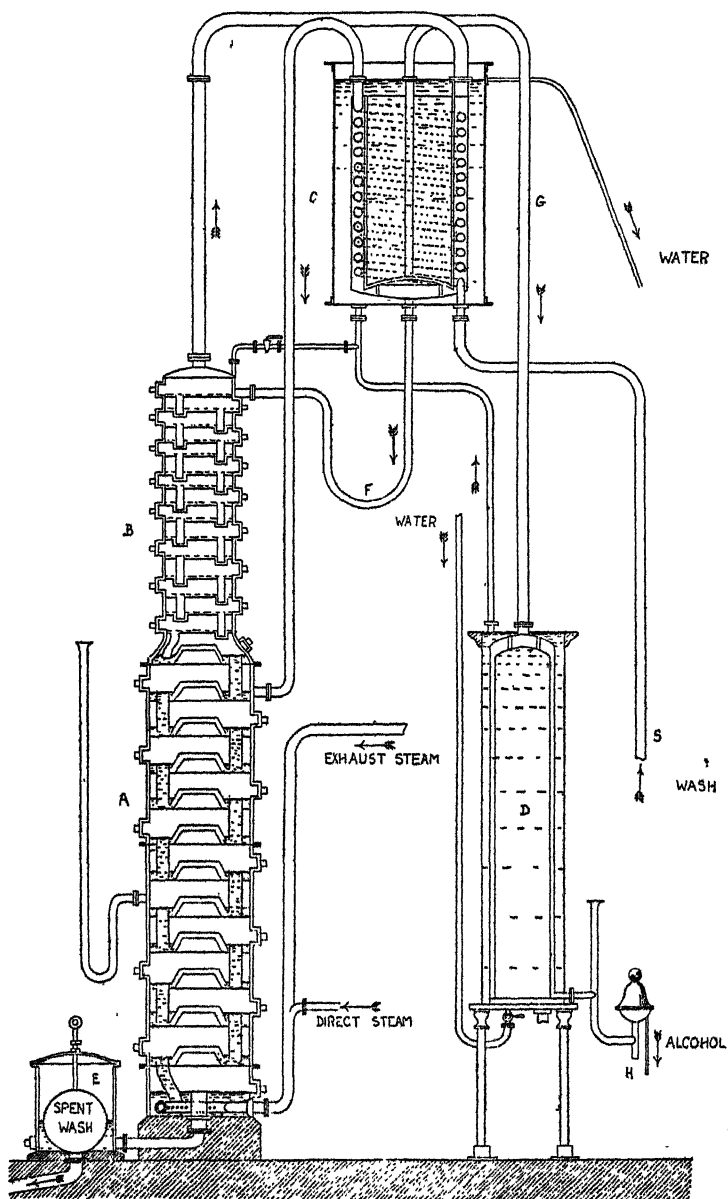 C
G
WATER
F
WATER
B
EXHAUST STEAM
S
WASH
A
D
DIRECT STEAM
ALCOHOL
H
E
SPENT
WASH